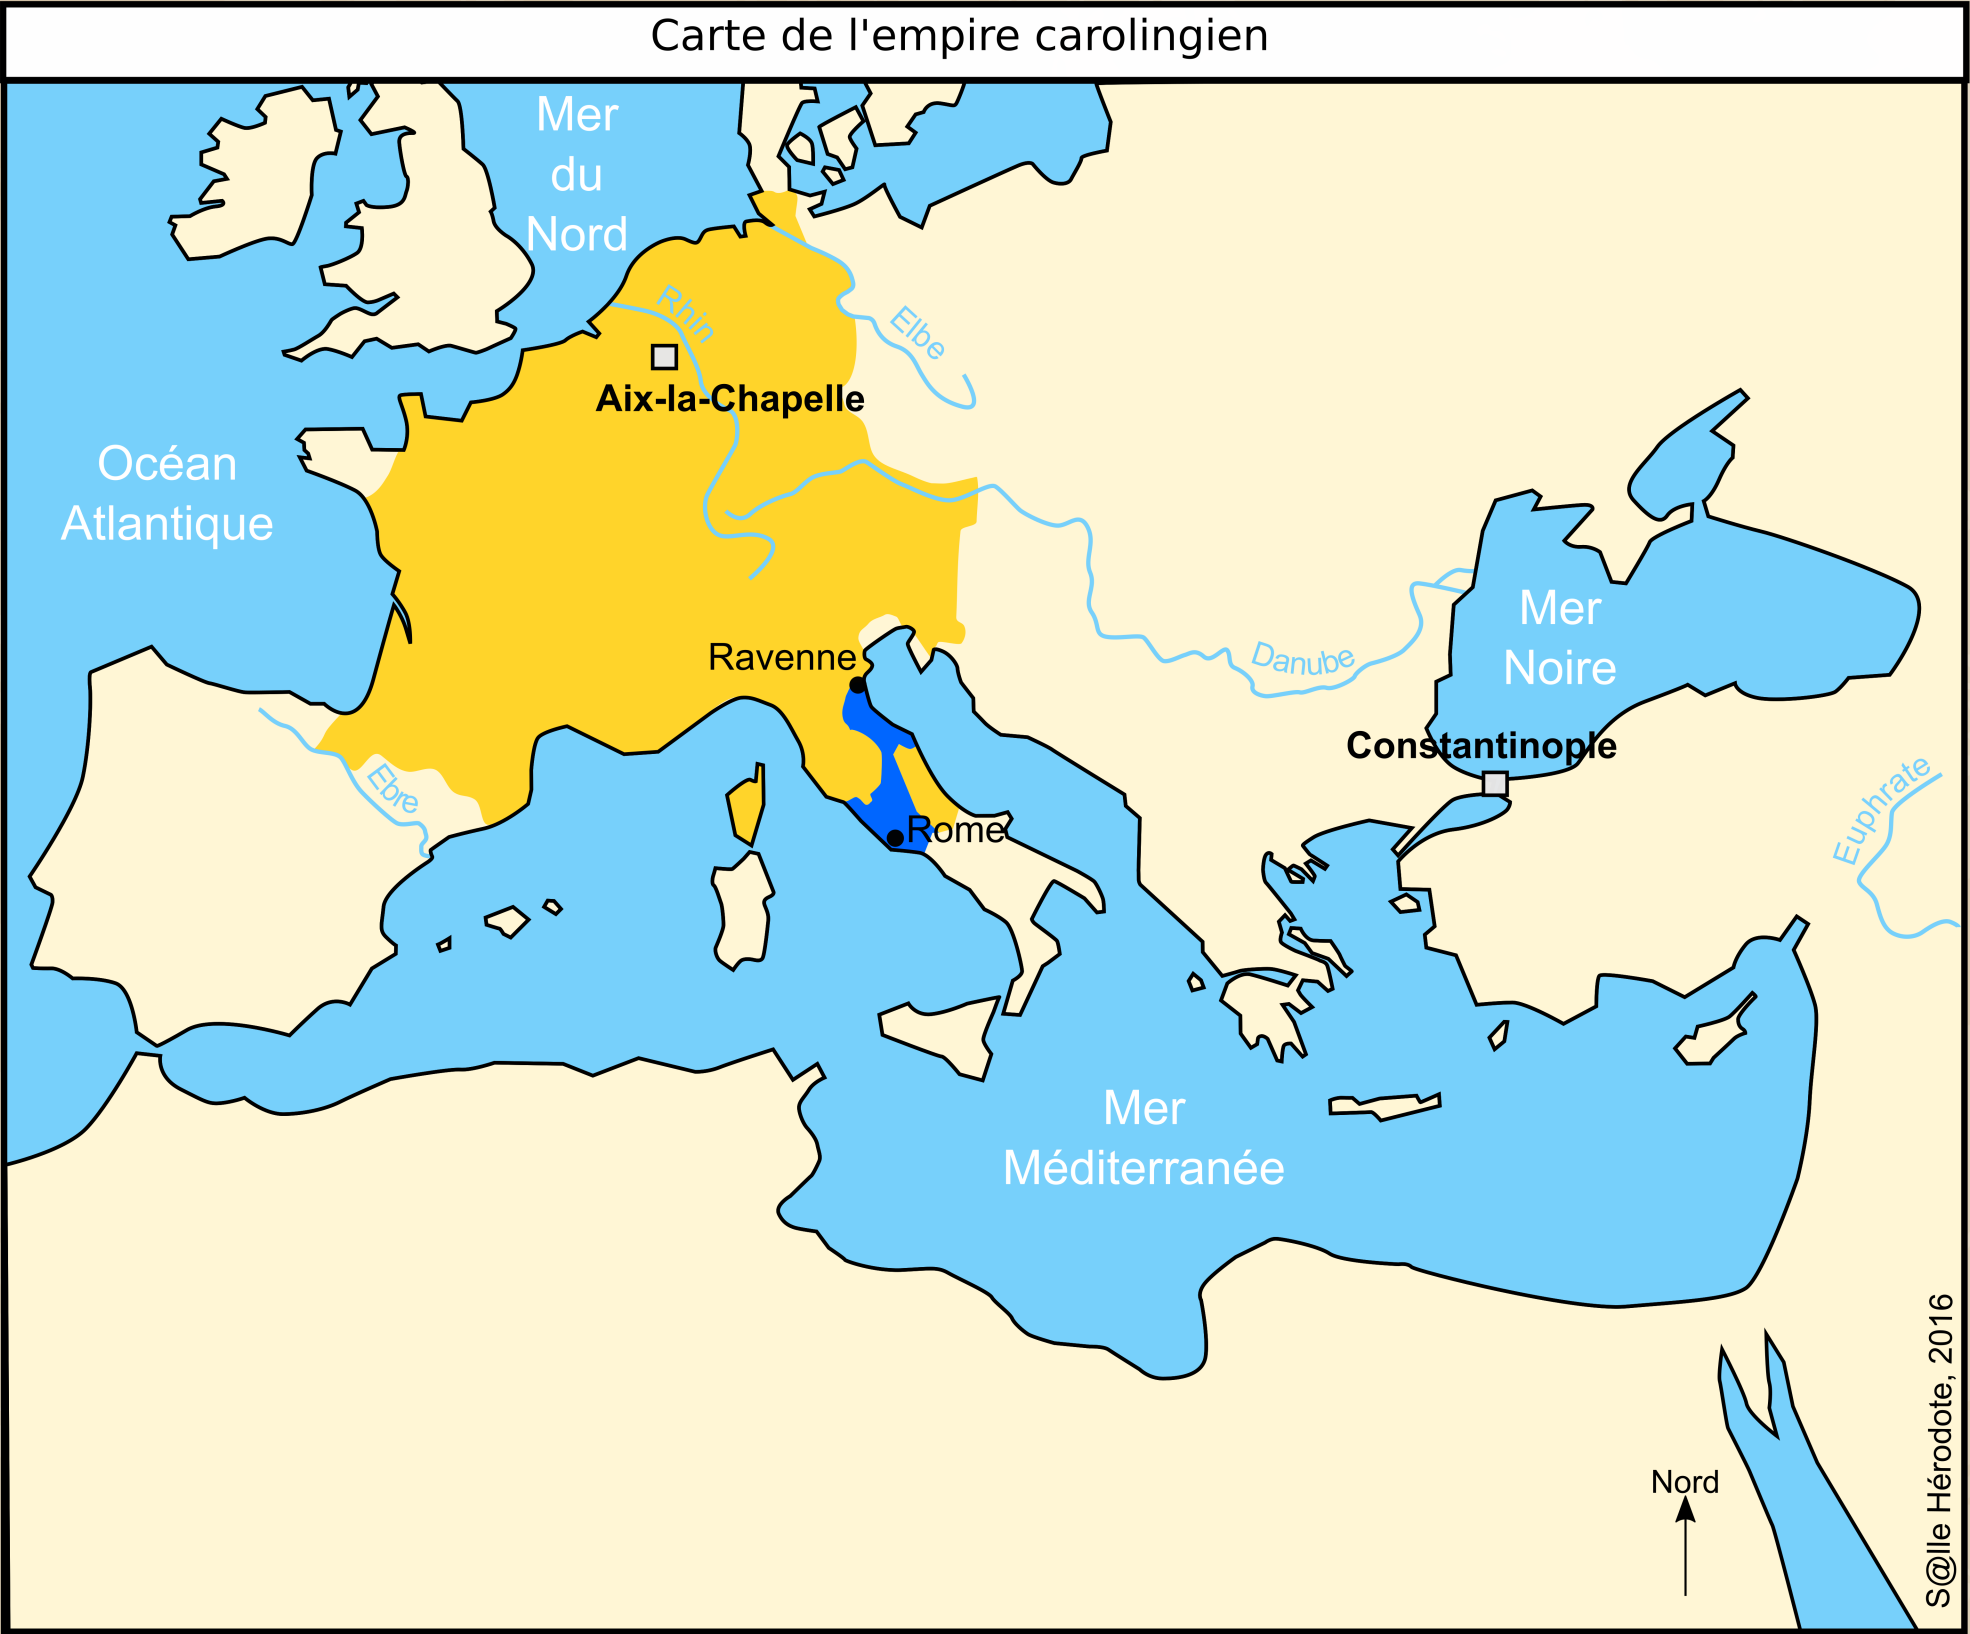 Carte de l'empire carolingien
Mer
du
Nord
Rhin
Elbe
Aix-la-Chapelle
Océan
Atlantique
Mer
Noire
Ravenne
Danube
Constantinople
Ebre
Euphrate
Rome
Mer
Méditerranée
Nord
S@lle Hérodote, 2016